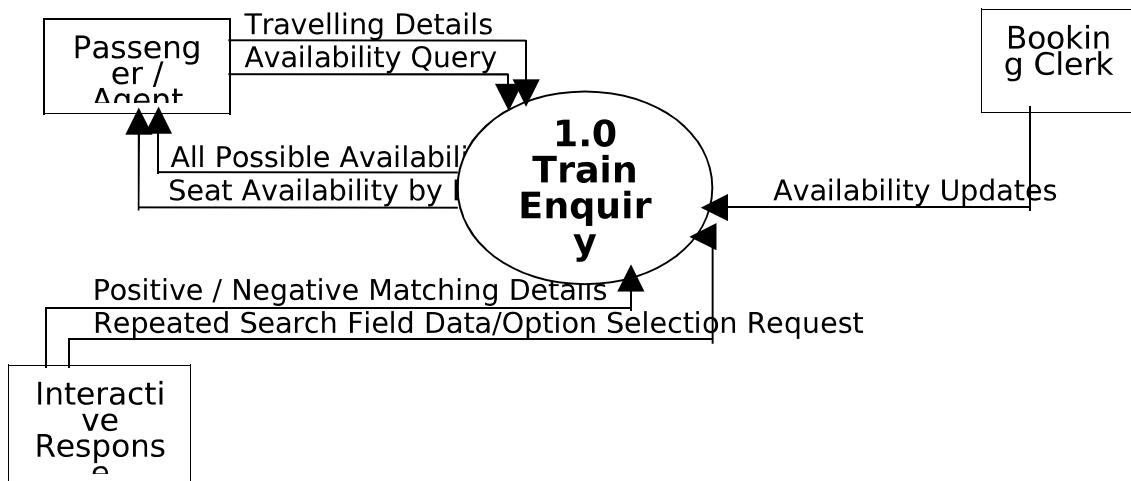 Travelling Details
Availability Query
Passeng
er /
Agent
Bookin
g Clerk
1.0
Train
Enquir
y
All Possible Availabili
Seat Availability by
Availability Updates
Positive / Negative Matching Details
Repeated Search Field Data/Option Selection Request
Interacti
ve
Respons
e